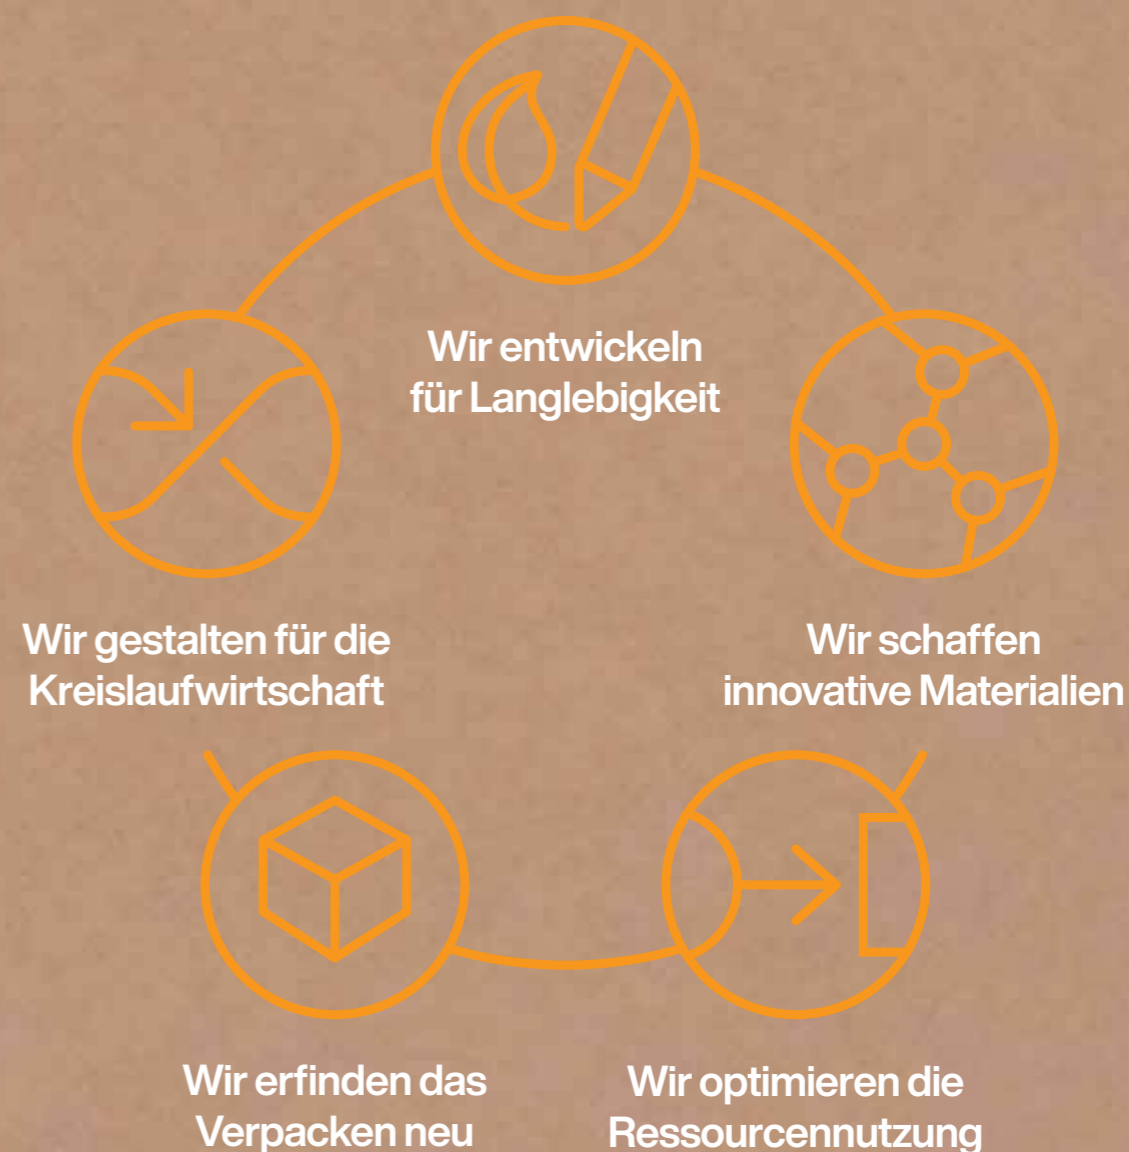 Wir entwickeln
für Langlebigkeit
Wir gestalten für die
Kreislaufwirtschaft
Wir schaffen
innovative Materialien
Wir erfinden das
Verpacken neu
Wir optimieren die
Ressourcennutzung